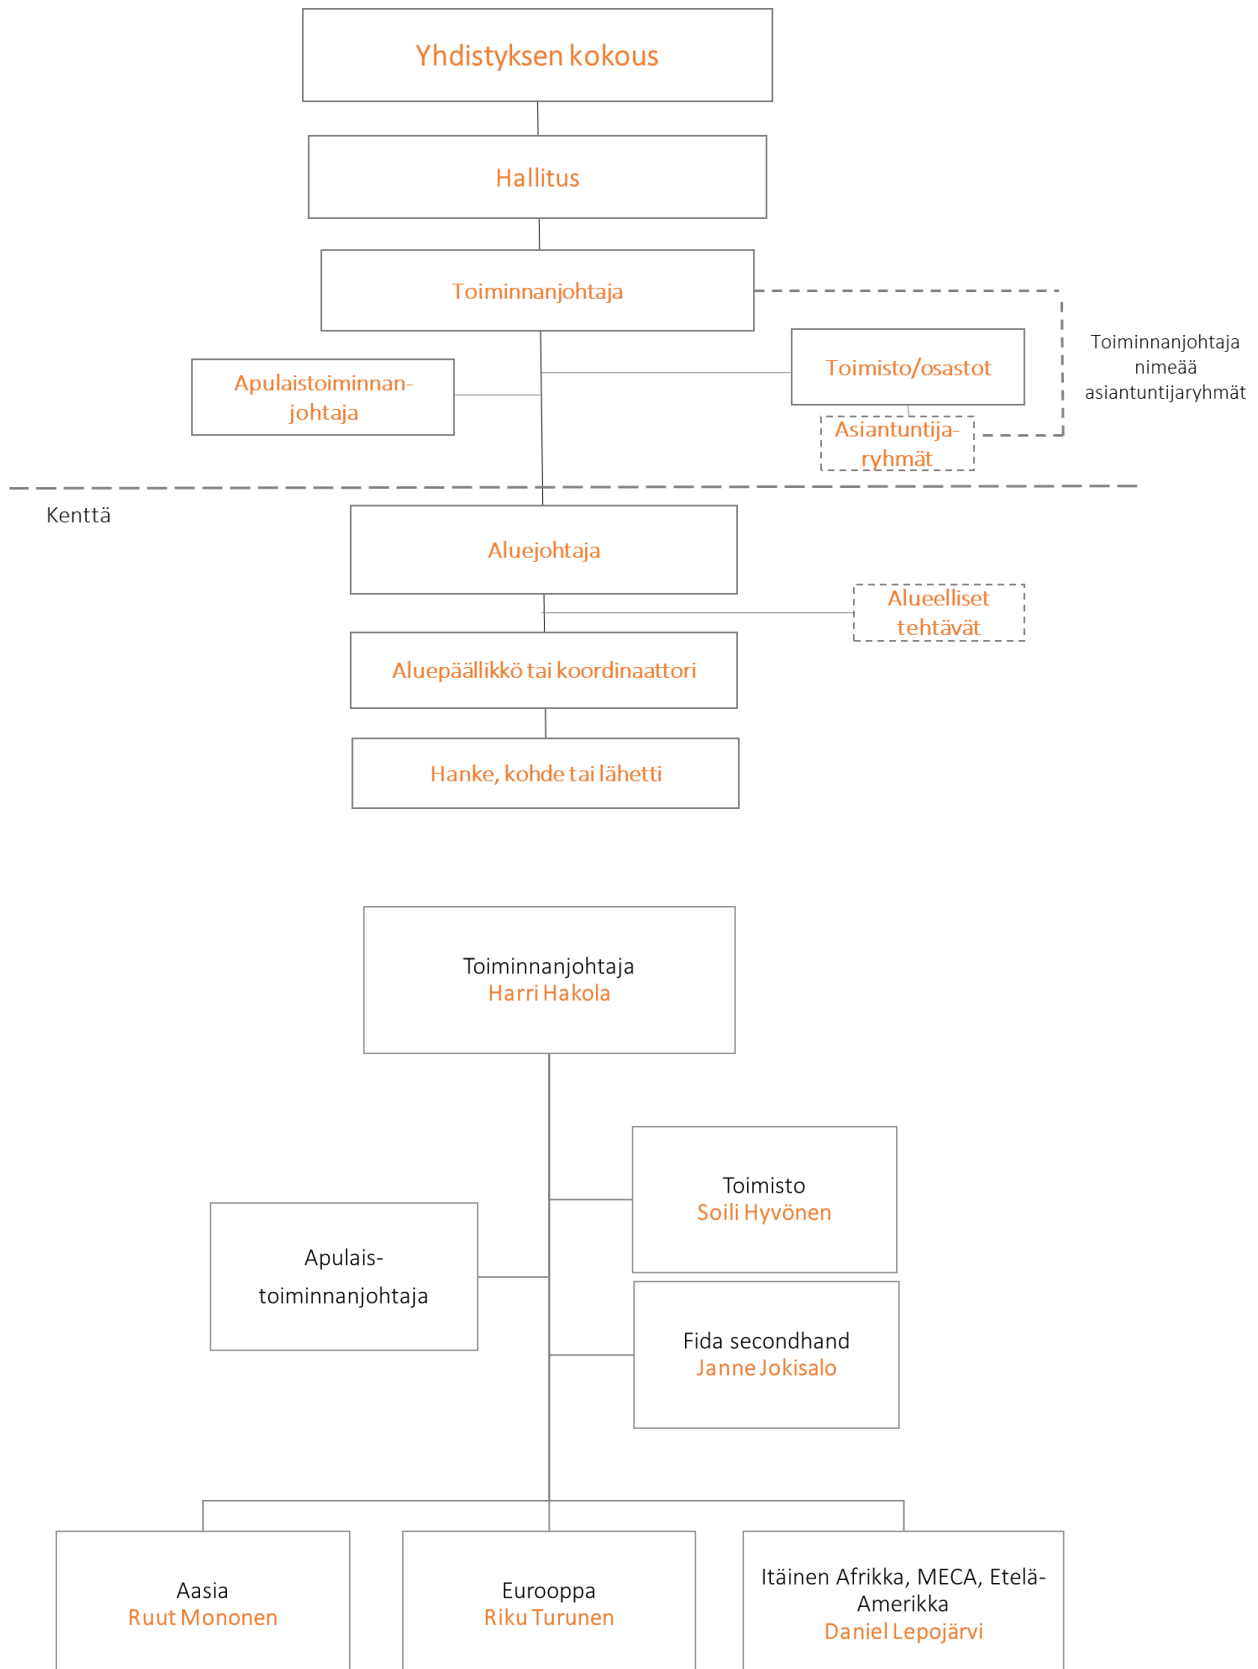 Yhdistyksen kokous
Hallitus
Toiminnanjohtaja
Toiminnanjohtaja
nimeää
asiantuntijaryhmät
Toimisto/osastot
Apulaistoiminnan-
johtaja
Asiantuntija-
ryhmät
Kenttä
Aluejohtaja
Alueelliset
tehtävät
Aluepäällikkö tai koordinaattori
Hanke, kohde tai lähetti
Toiminnanjohtaja
Harri Hakola
Toimisto
Soili Hyvönen
Apulais-
toiminnanjohtaja
Fida secondhand
Janne Jokisalo
Aasia
Ruut Mononen
Eurooppa
Riku Turunen
Itäinen Afrikka, MECA, Etelä-
Amerikka
Daniel Lepojärvi